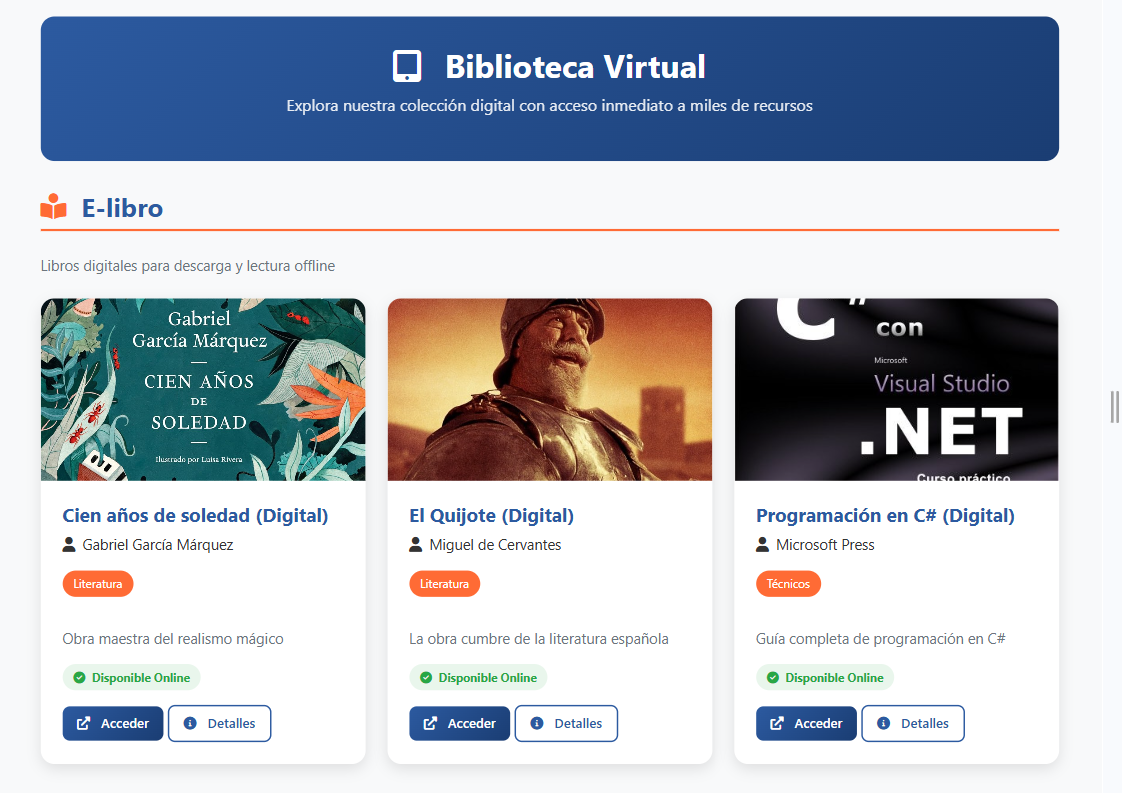 Biblioteca Virtual
Explora nuestra colección digital con acceso inmediato a miles de recursos
E-libro
Libros digitales para descarga y lectura offline
Gabriel
García Márquez
CIEN AÑOS
DE
SOLEDAD
Ilustrado por Luisa Rivera
C#
con
Microsoft
Visual Studio
.NET
Curso práctico
Cien años de soledad (Digital)
Gabriel García Márquez
Literatura
Obra maestra del realismo mágico
Disponible Online
Acceder
Detalles
El Quijote (Digital)
Miguel de Cervantes
Literatura
La obra cumbre de la literatura española
Disponible Online
Acceder
Detalles
Programación en C# (Digital)
Microsoft Press
Técnicos
Guía completa de programación en C#
Disponible Online
Acceder
Detalles